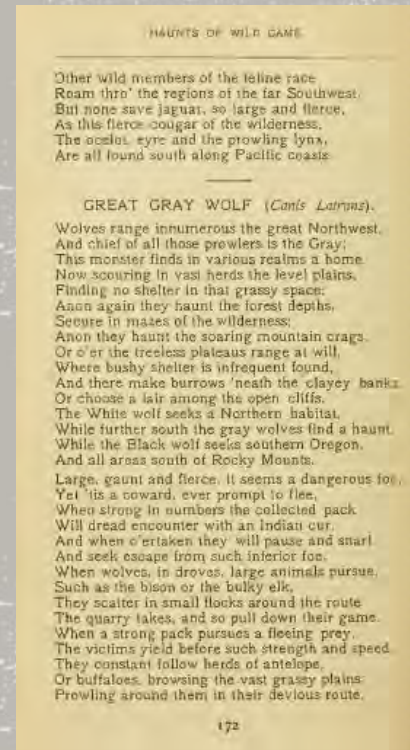 HAUNTS OF WILD GAME
Other wild members of the feline race
Roam thro' the regions of the far Southwest.
But none save jaguar, so large and fierce,
As this fierce cougar of the wilderness,
The ocelot, eyre and the prowling lynx,
Are all found south along Pacific coasts
GREAT GRAY WOLF (Canis Latrans).
Wolves range innumerous the great Northwest,
And chief of all those prowlers is the Gray;
This monster finds in various realms a home
Now scouring in vast herds the level plains,
Finding no shelter in that grassy space;
Anon again they haunt the forest depths,
Secure in mazes of the wilderness;
Anon they haunt the soaring mountain crags
Or o'er the treeless plateaus range at will,
Where bushy shelter is infrequent found,
And there make burrows 'neath the clayey banks
Or choose a lair among the open cliffs.
The White wolf seeks a Northern habitat,
While further south the gray wolves find a haunt,
While the Black wolf seeks southern Oregon,
And all areas south of Rocky Mounts.
Large, gaunt and fierce, it seems a dangerous foe,
Yet 'tis a coward, ever prompt to flee,
When strong in numbers the collected pack
Will dread encounter with an Indian cur,
And when o'ertaken they will pause and snarl
And seek escape from such inferior foe.
When wolves, in droves, large animals pursue,
Such as the bison or the bulky elk,
They scatter in small flocks around the route
The quarry takes, and so pull down their game.
When a strong pack pursues a fleeing prey,
The victims yield before such strength and speed
They constant follow herds of antelope,
Or buffaloes, browsing the vast grassy plains
Prowling around them in their devious route,
172